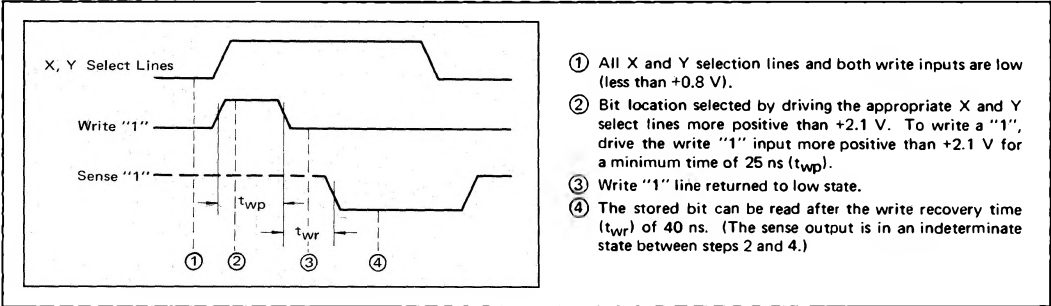 X, Y Select Lines
Write "1"
Sense "1"
twp
twr
① ② ③ ④
① All X and Y selection lines and both write inputs are low
(less than +0.8 V).
② Bit location selected by driving the appropriate X and Y
select lines more positive than +2.1 V. To write a "1",
drive the write "1" input more positive than +2.1 V for
a minimum time of 25 ns (twp).
③ Write "1" line returned to low state.
④ The stored bit can be read after the write recovery time
(twr) of 40 ns. (The sense output is in an indeterminate
state between steps 2 and 4.)